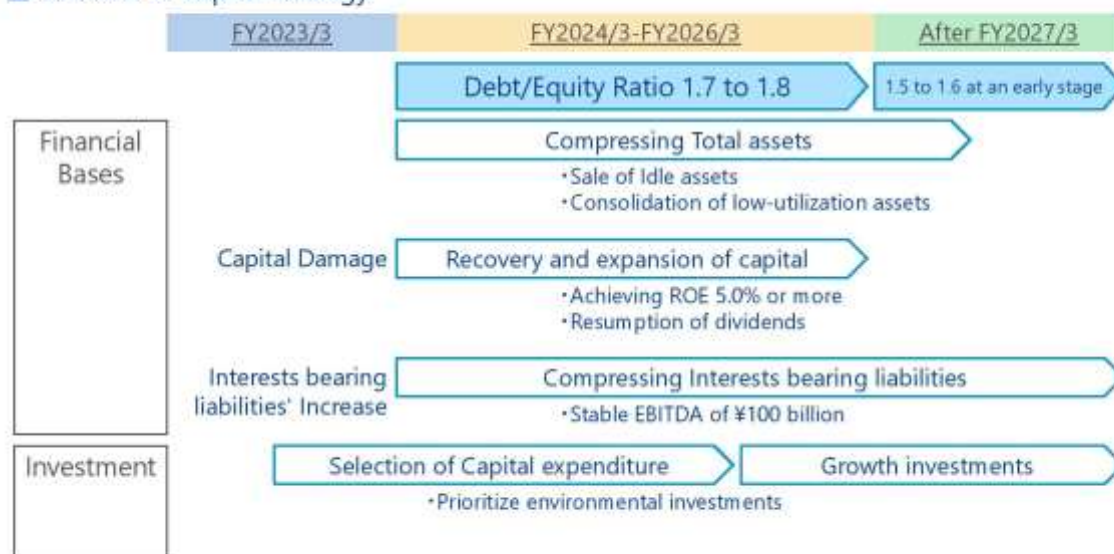 FY2023/3
FY2024/3-FY2026/3
After FY2027/3
Debt/Equity Ratio 1.7 to 1.8
1.5 to 1.6 at an early stage
Financial
Bases
Compressing Total assets
・Sale of Idle assets
・Consolidation of low-utilization assets
Capital Damage
Recovery and expansion of capital
・Achieving ROE 5.0% or more
・Resumption of dividends
Interests bearing
liabilities' Increase
Compressing Interests bearing liabilities
・Stable EBITDA of ¥100 billion
Investment
Selection of Capital expenditure
Growth investments
・Prioritize environmental investments